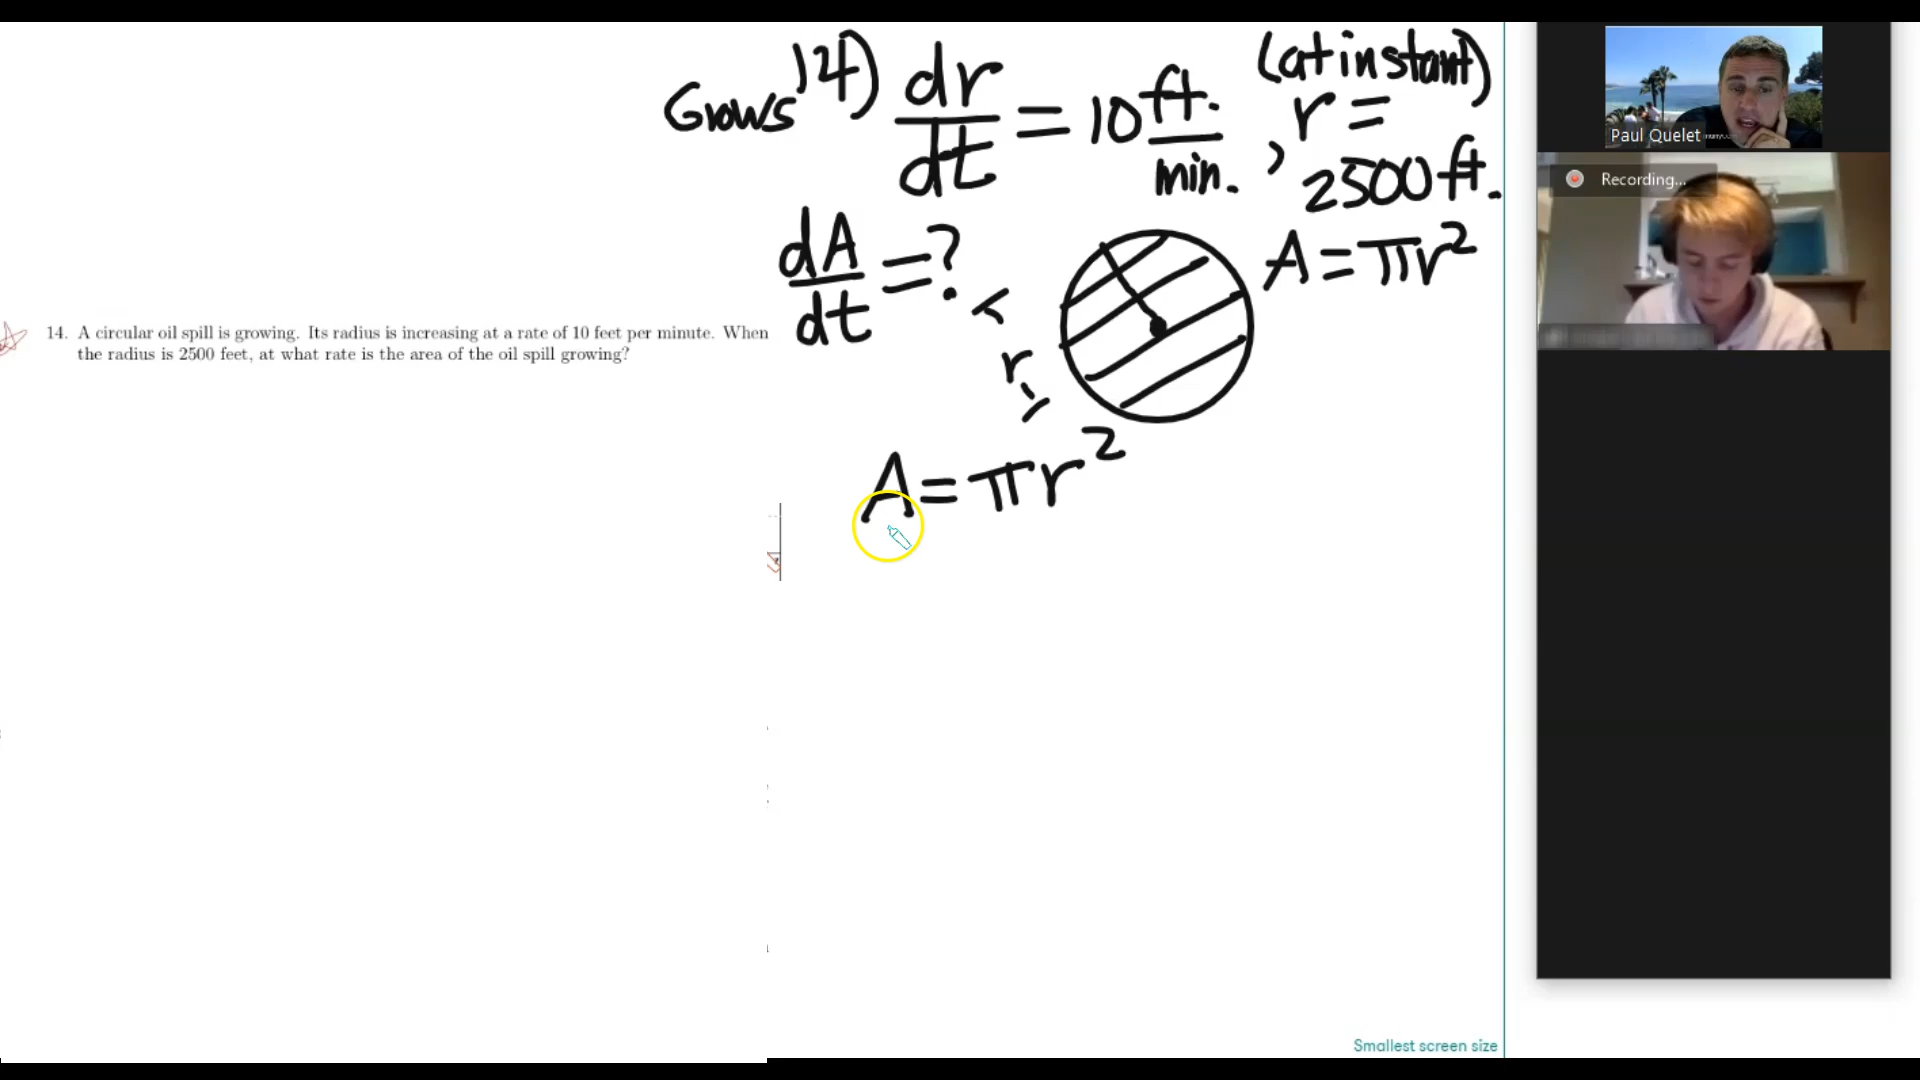 14. A circular oil spill is growing. Its radius is increasing at a rate of 10 feet per minute. When
the radius is 2500 feet, at what rate is the area of the oil spill growing?
Grows
14) dr/dt = 10 ft./min. ,
(at instant)
r =
2500 ft.
dA/dt = ?
A = πr²
r
A = πr²
Paul Quelet
Recording...
Smallest screen size